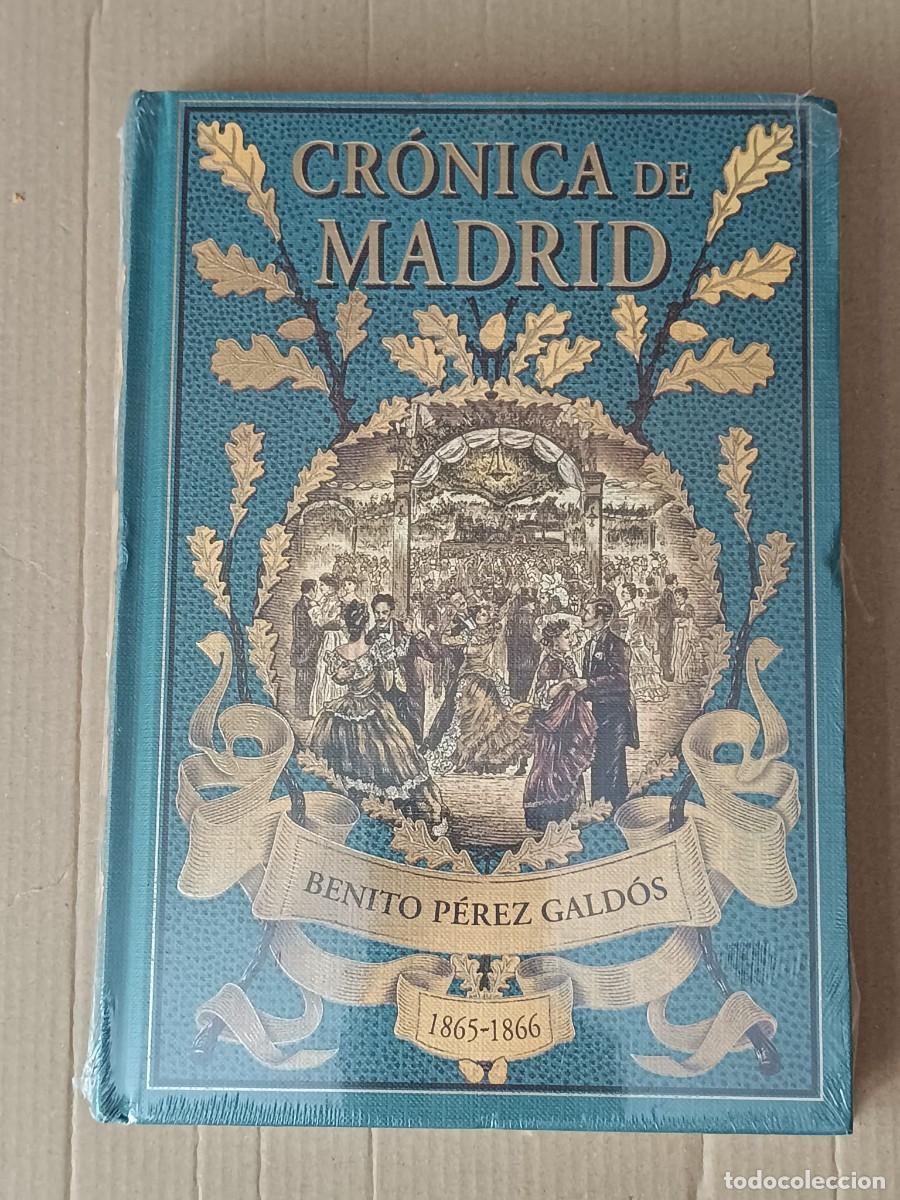 CRÓNICA DE
MADRID
BENITO PÉREZ GALDÓS
1865-1866
todocoleccion